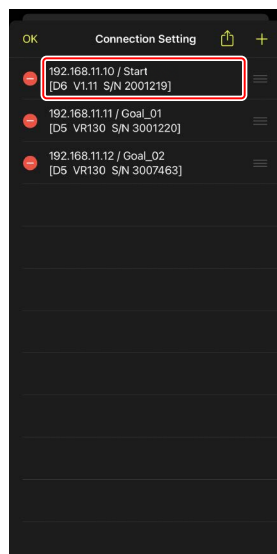 OK Connection Setting
192.168.11.10 / Start
[D6 V1.11 S/N 2001219]
192.168.11.11 / Goal_01
[D5 VR130 S/N 3001220]
192.168.11.12 / Goal_02
[D5 VR130 S/N 3007463]